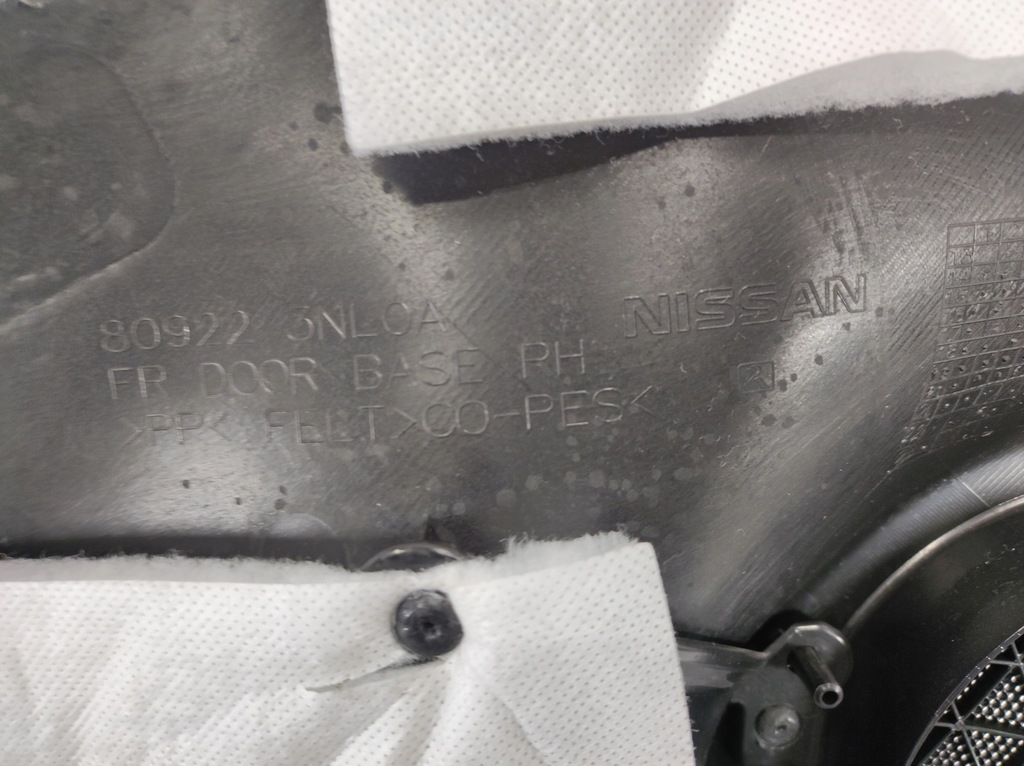 80922 3NL0A NISSAN
FR DOOR BASE RH
>PP< FELT>CO-PES<